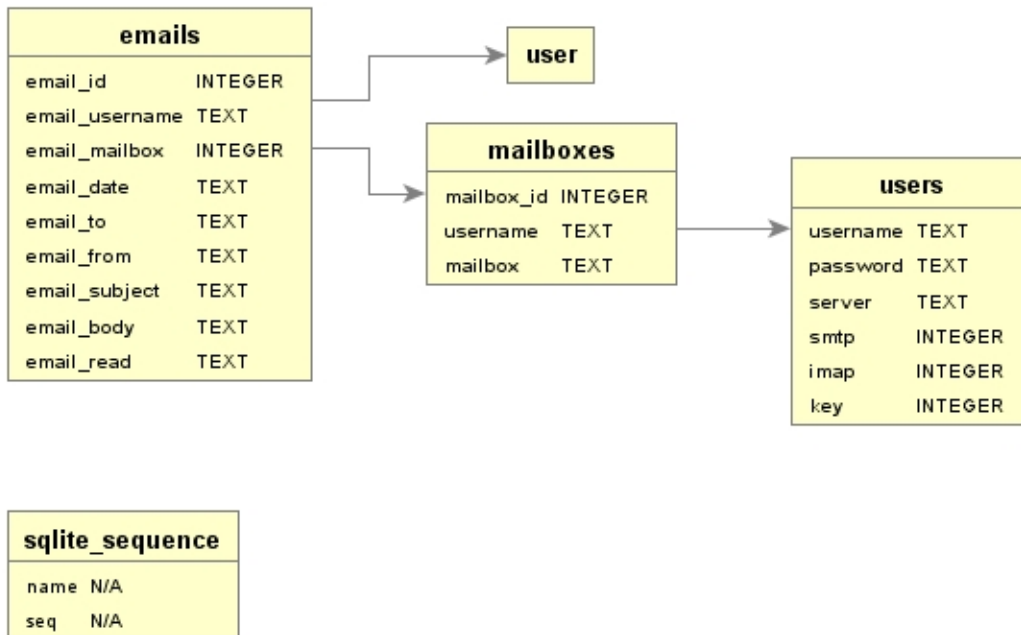 emails
email_id INTEGER
email_username TEXT
email_mailbox INTEGER
email_date TEXT
email_to TEXT
email_from TEXT
email_subject TEXT
email_body TEXT
email_read TEXT
user
mailboxes
mailbox_id INTEGER
username TEXT
mailbox TEXT
users
username TEXT
password TEXT
server TEXT
smtp INTEGER
imap INTEGER
key INTEGER
sqlite_sequence
name N/A
seq N/A